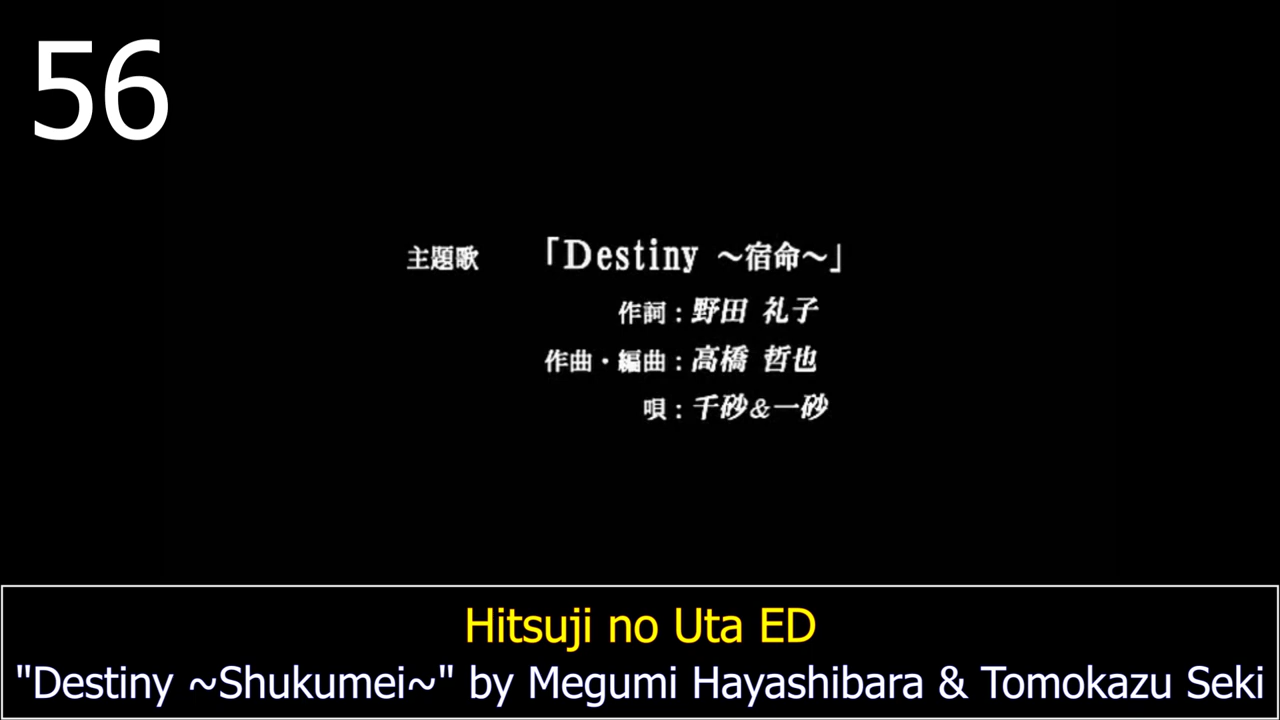 56
主題歌 「Destiny ～宿命～」
作詞：野田 礼子
作曲・編曲：高橋 哲也
唄：千砂&一砂
Hitsuji no Uta ED
"Destiny ~Shukumei~" by Megumi Hayashibara & Tomokazu Seki